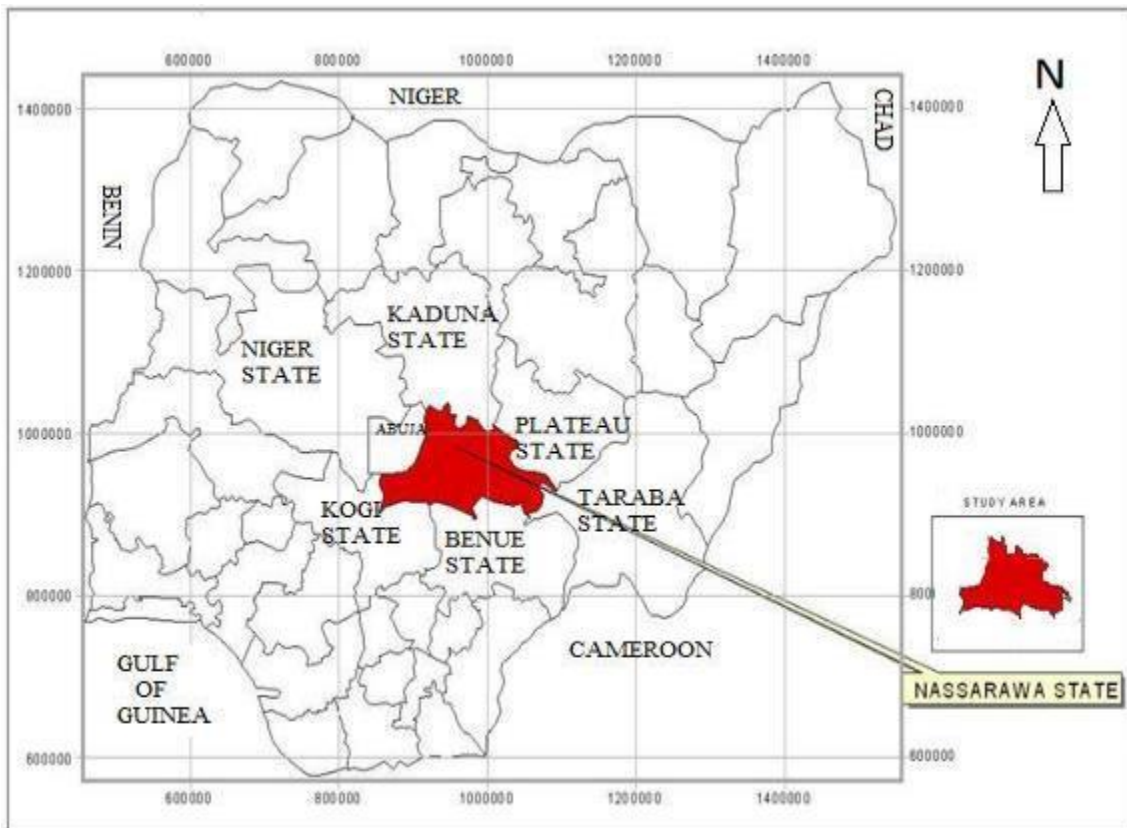 600000 800000 1000000 1200000 1400000
N
NIGER
CHAD
1400000 1400000
BENIN
1200000 1200000
KADUNA
STATE
NIGER
STATE
1000000 1000000
ABUJA
PLATEAU
STATE
KOGI
STATE
TARABA
STATE
BENUE
STATE
STUDY AREA
800000 800
CAMEROON
GULF
OF
GUINEA
NASSARAWA STATE
600000 600000
600000 800000 1000000 1200000 1400000